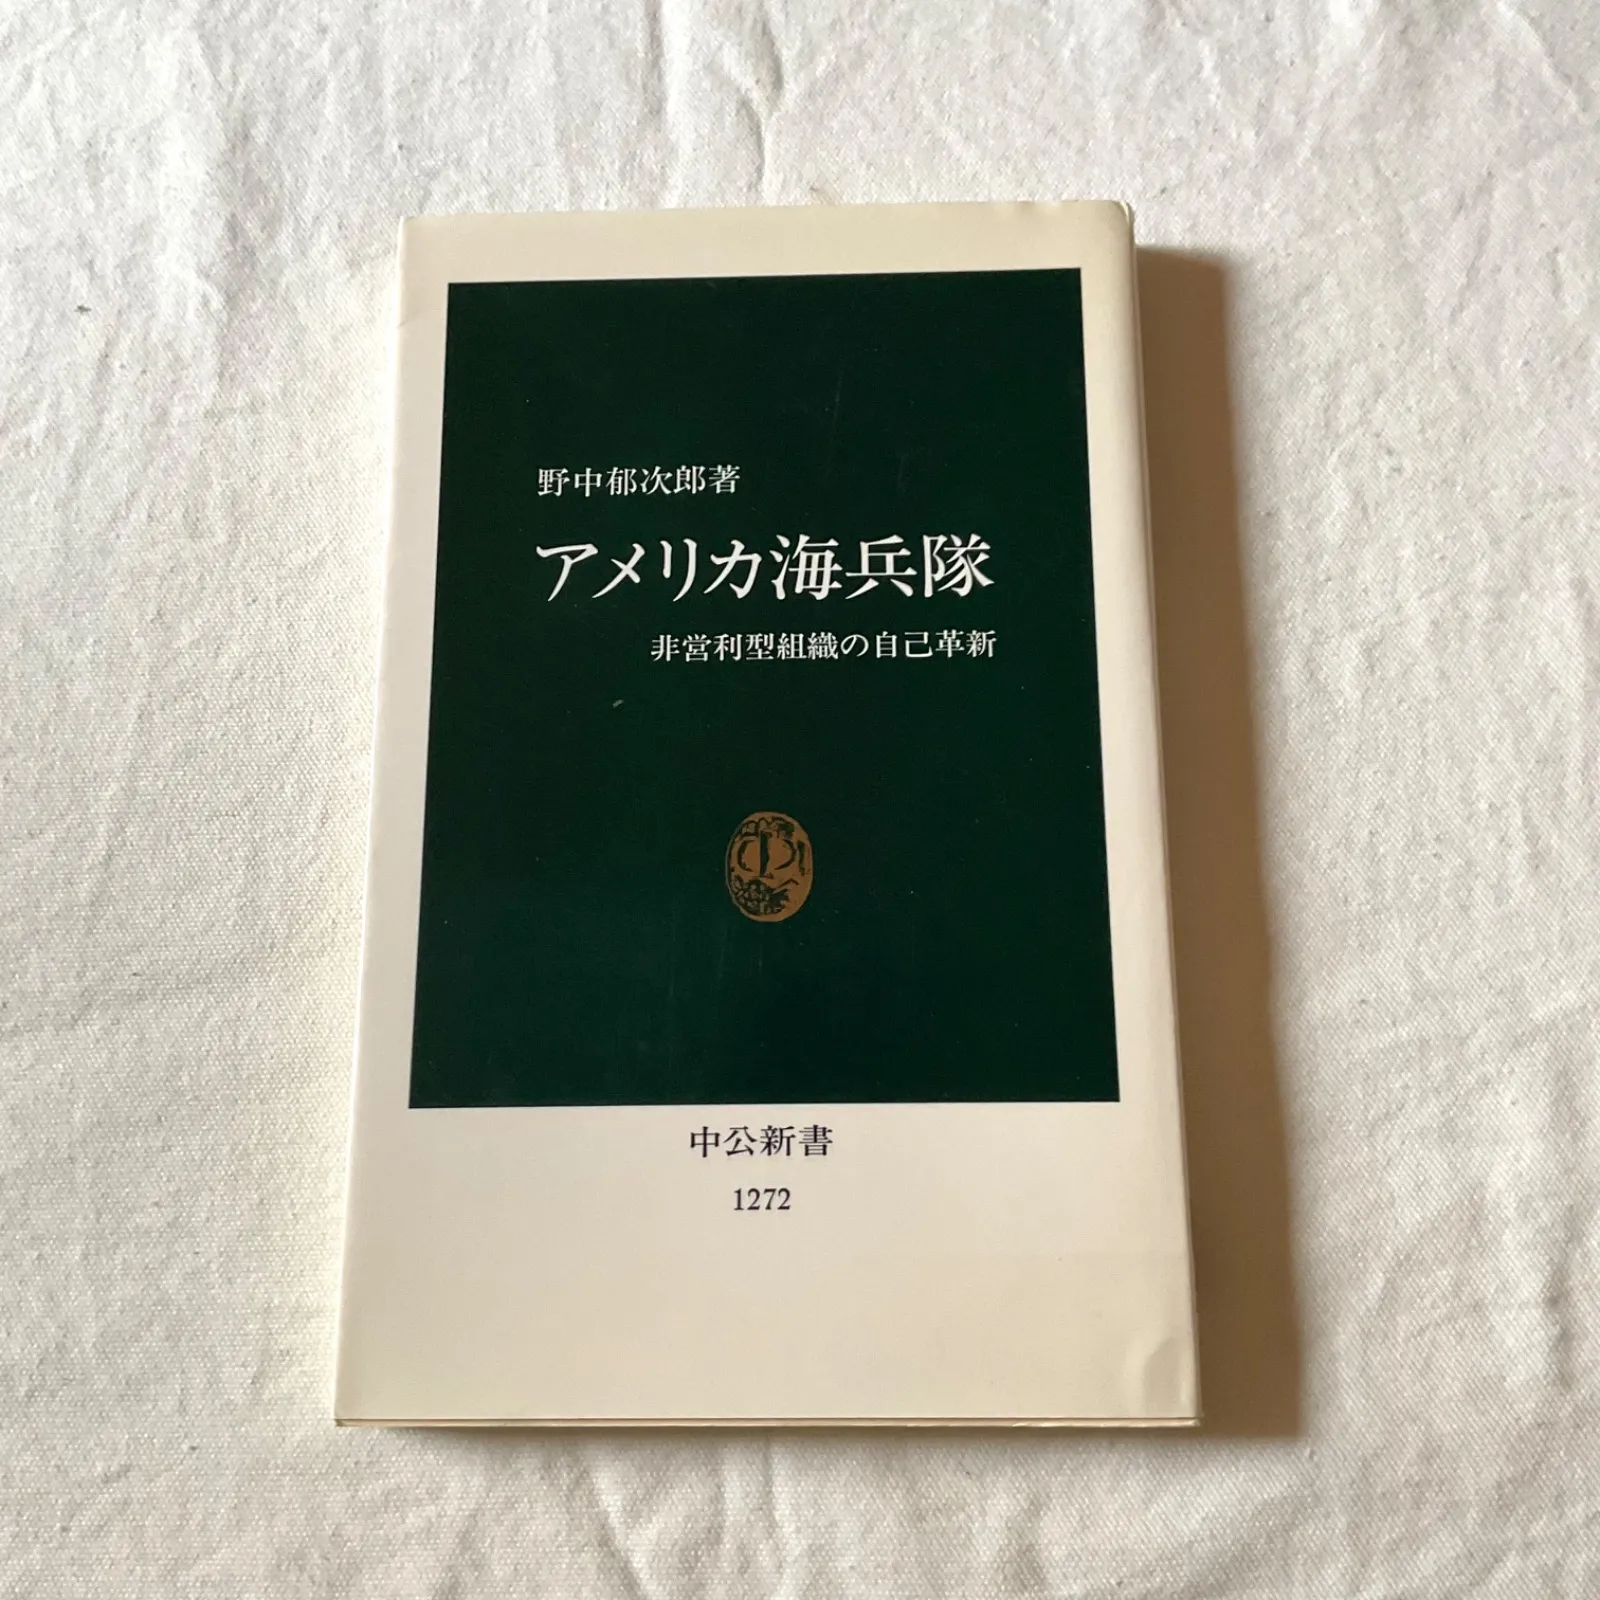 野中郁次郎著
アメリカ海兵隊
非営利型組織の自己革新
中公新書
1272